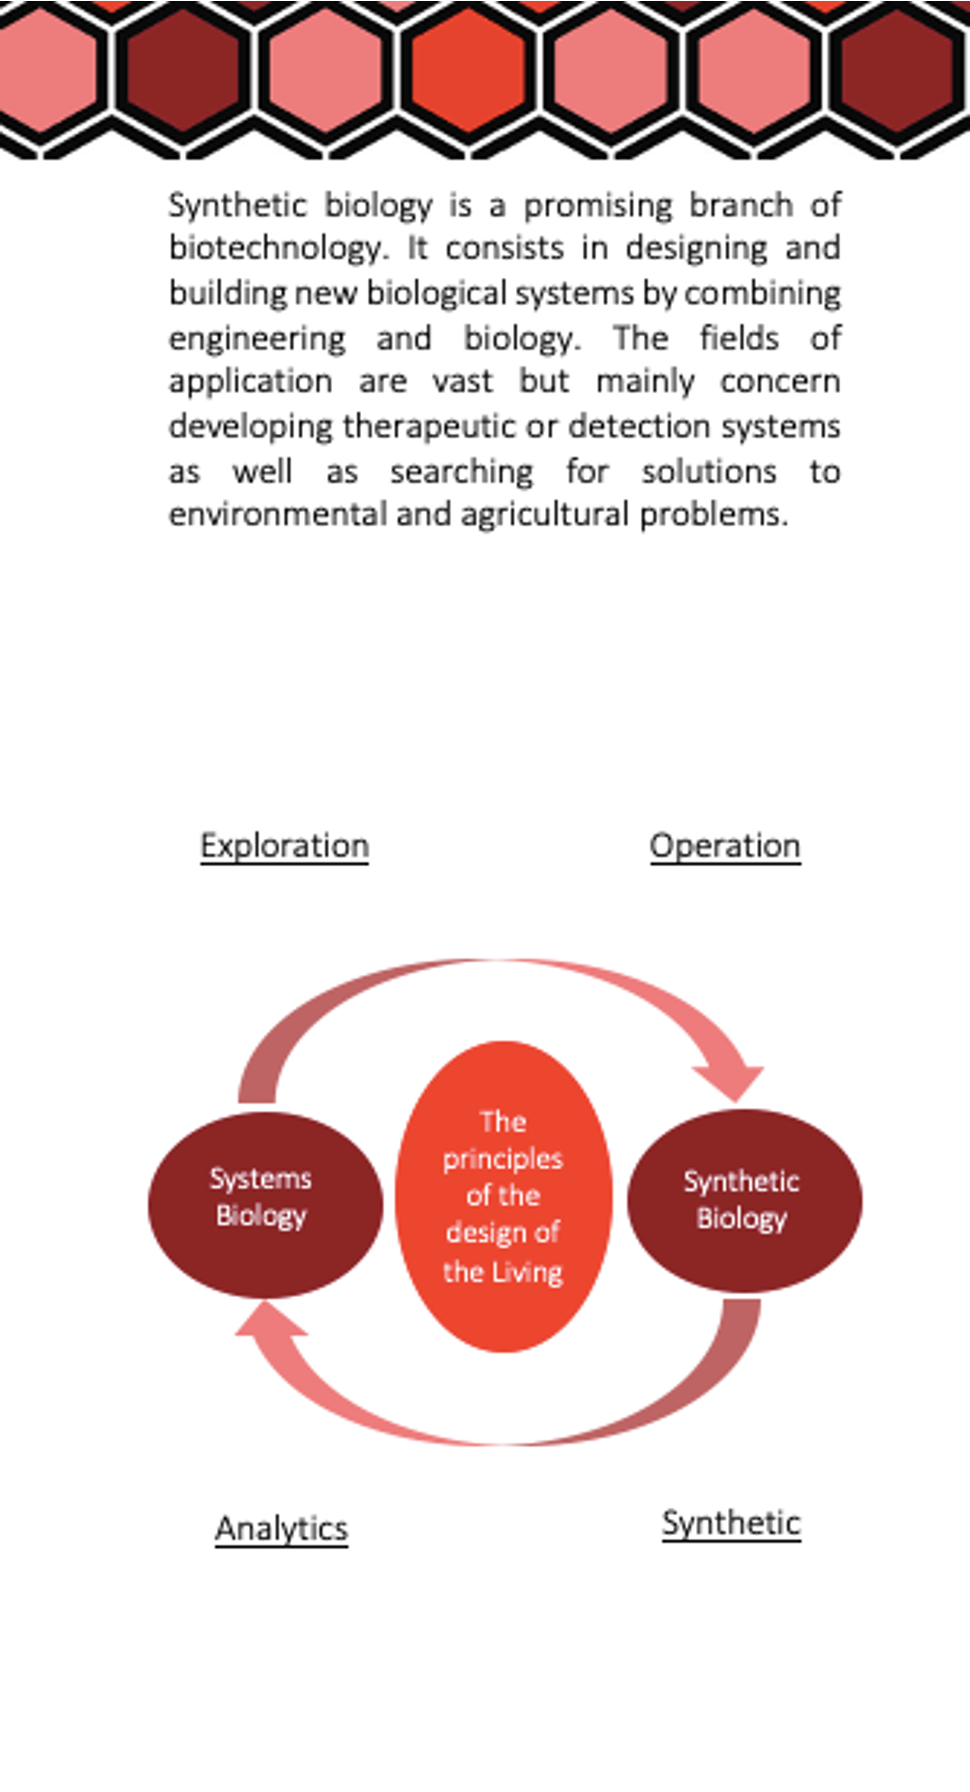 Synthetic biology is a promising branch of
biotechnology. It consists in designing and
building new biological systems by combining
engineering and biology. The fields of
application are vast but mainly concern
developing therapeutic or detection systems
as well as searching for solutions to
environmental and agricultural problems.
Exploration
Operation
Systems
Biology
The
principles
of the
design of
the Living
Synthetic
Biology
Analytics
Synthetic